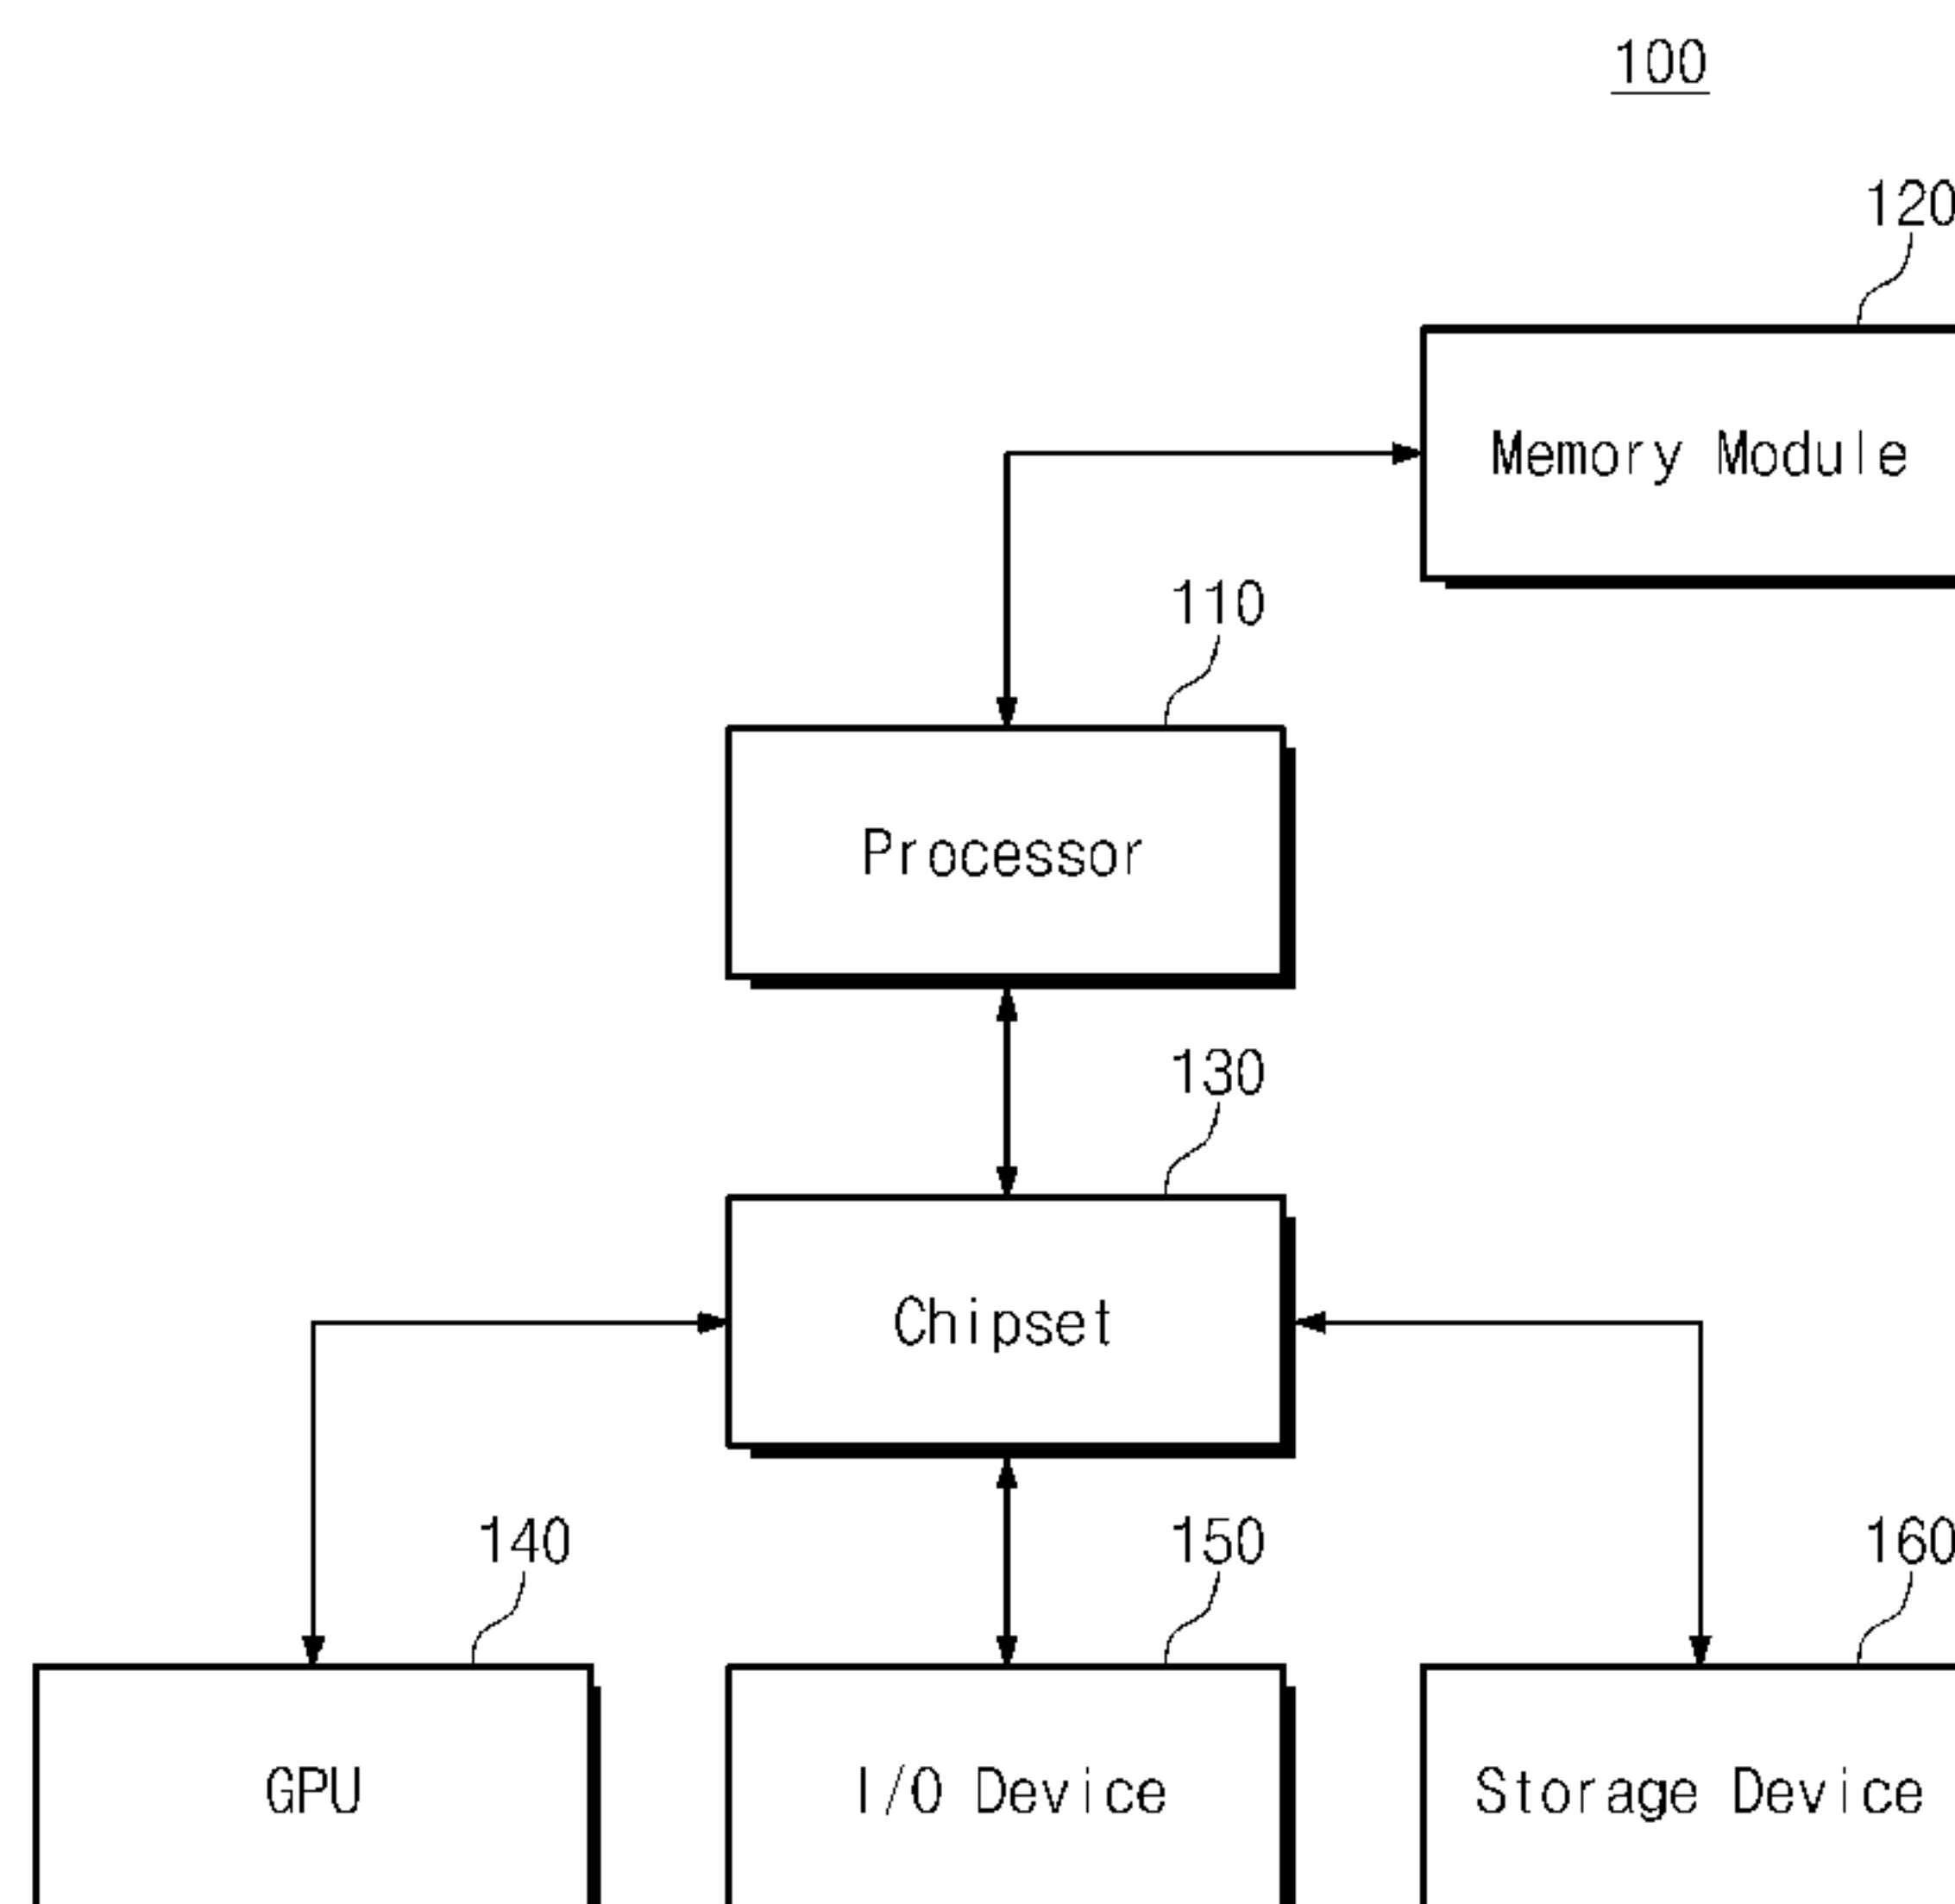 100
120
Memory Module
110
Processor
130
Chipset
140
150
160
GPU
I/O Device
Storage Device